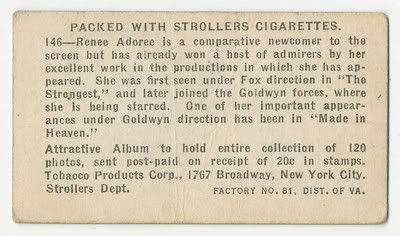 PACKED WITH STROLLERS CIGARETTES.
146—Renee Adoree is a comparative newcomer to the
screen but has already won a host of admirers by her
excellent work in the productions in which she has ap-
peared. She was first seen under Fox direction in "The
Strongest," and later joined the Goldwyn forces, where
she is being starred. One of her important appear-
ances under Goldwyn direction has been in "Made in
Heaven."
Attractive Album to hold entire collection of 120
photos, sent post-paid on receipt of 20c in stamps.
Tobacco Products Corp., 1767 Broadway, New York City.
Strollers Dept. FACTORY NO. 81, DIST. OF VA.